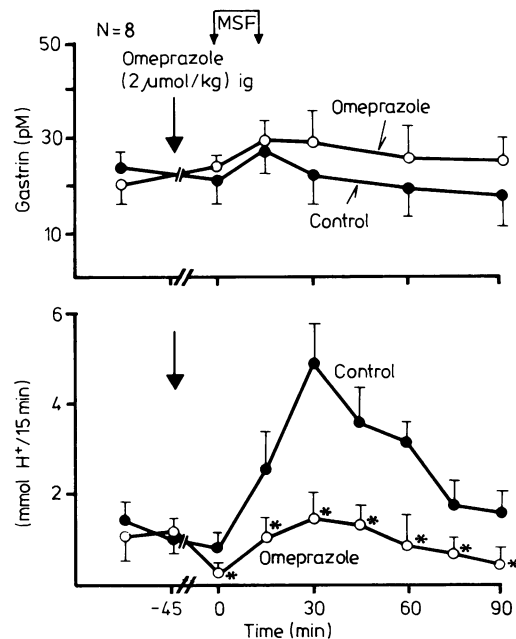 N=8
MSF
50
Omeprazole
(2 μmol/kg) ig
Omeprazole
30
Control
10
Gastrin (pM)
6
4
2
Control
*
*
*
*
*
*
*
Omeprazole
(mmol H⁺/15 min)
-45 0 30 60 90
Time (min)